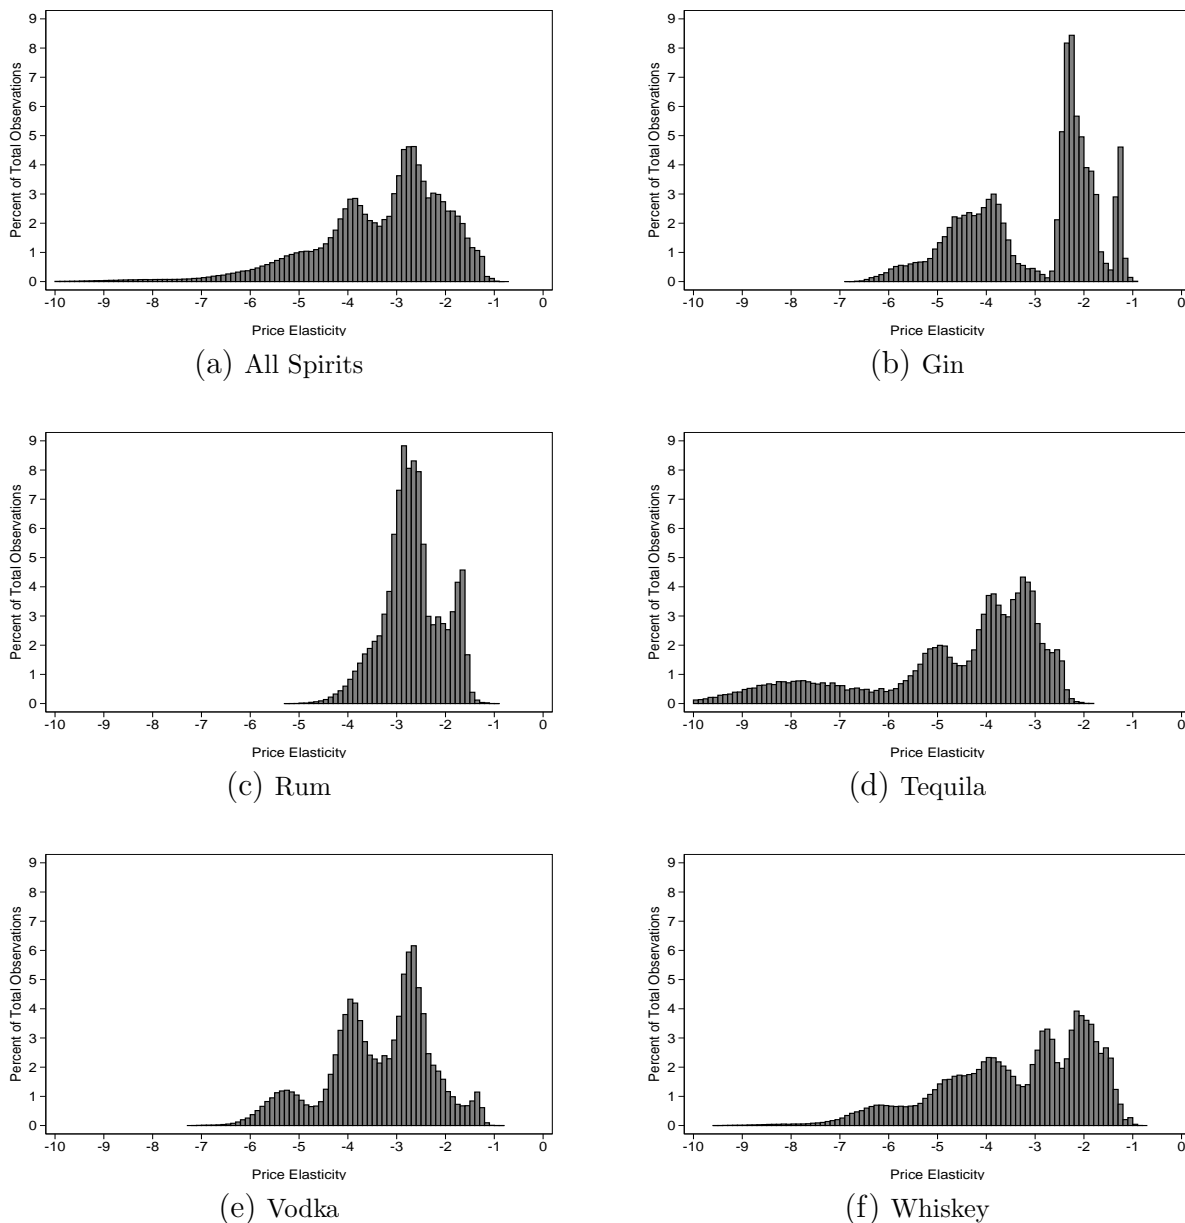 Percent of Total Observations
9
8
7
6
5
4
3
2
1
0
-10 -9 -8 -7 -6 -5 -4 -3 -2 -1 0
Price Elasticity
(a) All Spirits
Percent of Total Observations
9
8
7
6
5
4
3
2
1
0
-10 -9 -8 -7 -6 -5 -4 -3 -2 -1 0
Price Elasticity
(b) Gin
Percent of Total Observations
9
8
7
6
5
4
3
2
1
0
-10 -9 -8 -7 -6 -5 -4 -3 -2 -1 0
Price Elasticity
(c) Rum
Percent of Total Observations
9
8
7
6
5
4
3
2
1
0
-10 -9 -8 -7 -6 -5 -4 -3 -2 -1 0
Price Elasticity
(d) Tequila
Percent of Total Observations
9
8
7
6
5
4
3
2
1
0
-10 -9 -8 -7 -6 -5 -4 -3 -2 -1 0
Price Elasticity
(e) Vodka
Percent of Total Observations
9
8
7
6
5
4
3
2
1
0
-10 -9 -8 -7 -6 -5 -4 -3 -2 -1 0
Price Elasticity
(f) Whiskey